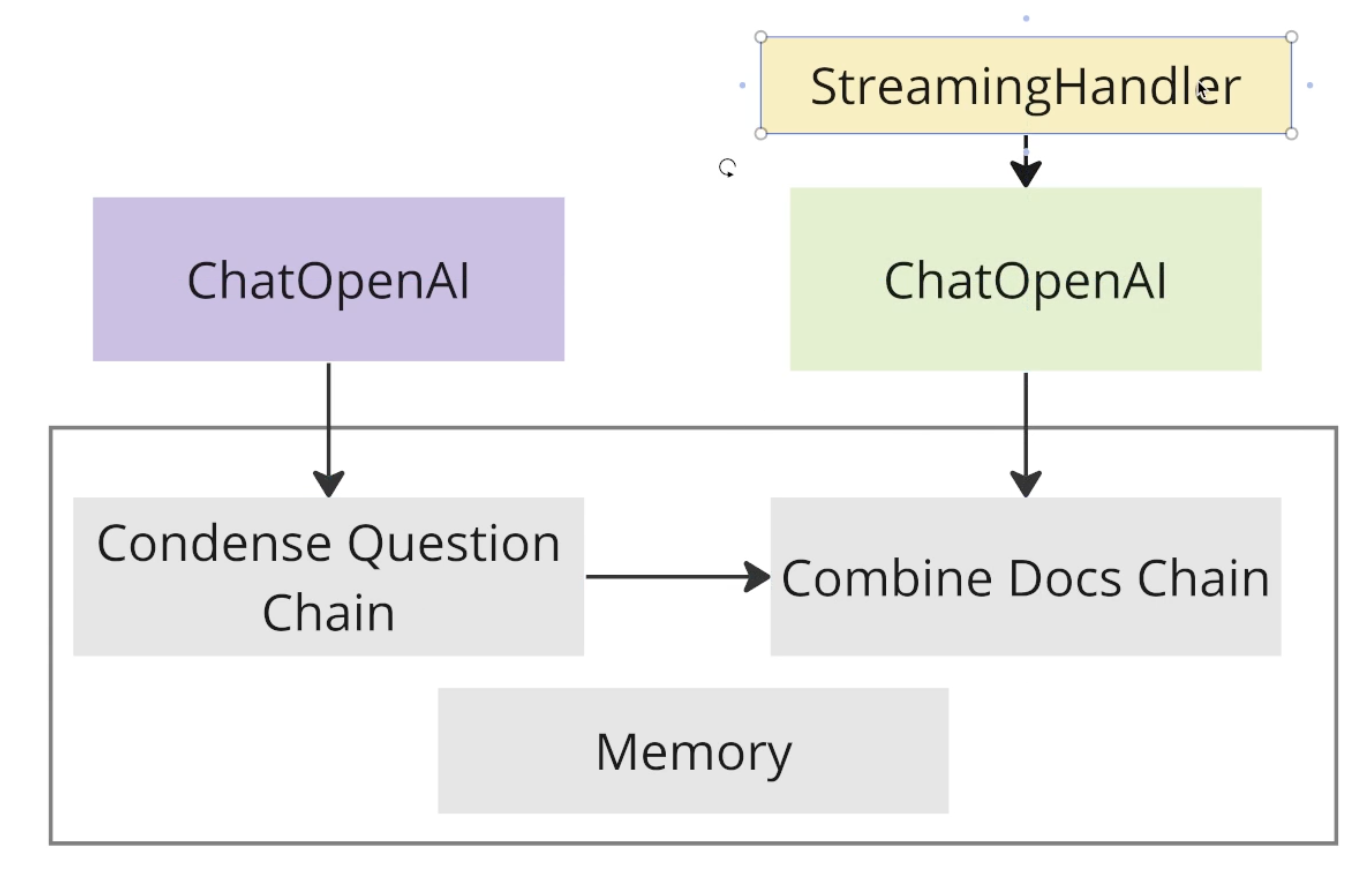 StreamingHandler
ChatOpenAI
ChatOpenAI
Condense Question
Chain
Combine Docs Chain
Memory